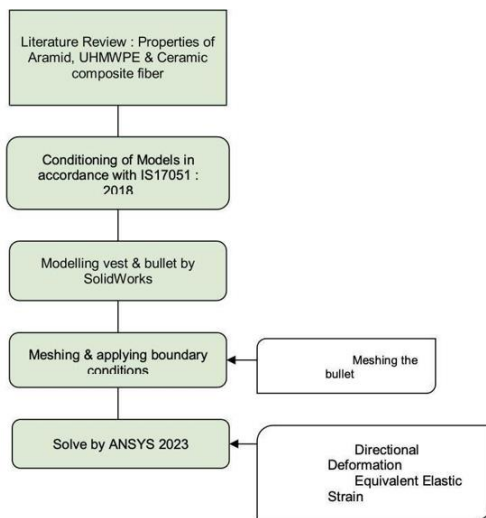 Literature Review : Properties of
Aramid, UHMWPE & Ceramic
composite fiber
Conditioning of Models in
accordance with IS17051 :
2018
Modelling vest & bullet by
SolidWorks
Meshing & applying boundary
conditions
Meshing the
bullet
Solve by ANSYS 2023
Directional
Deformation
Equivalent Elastic
Strain